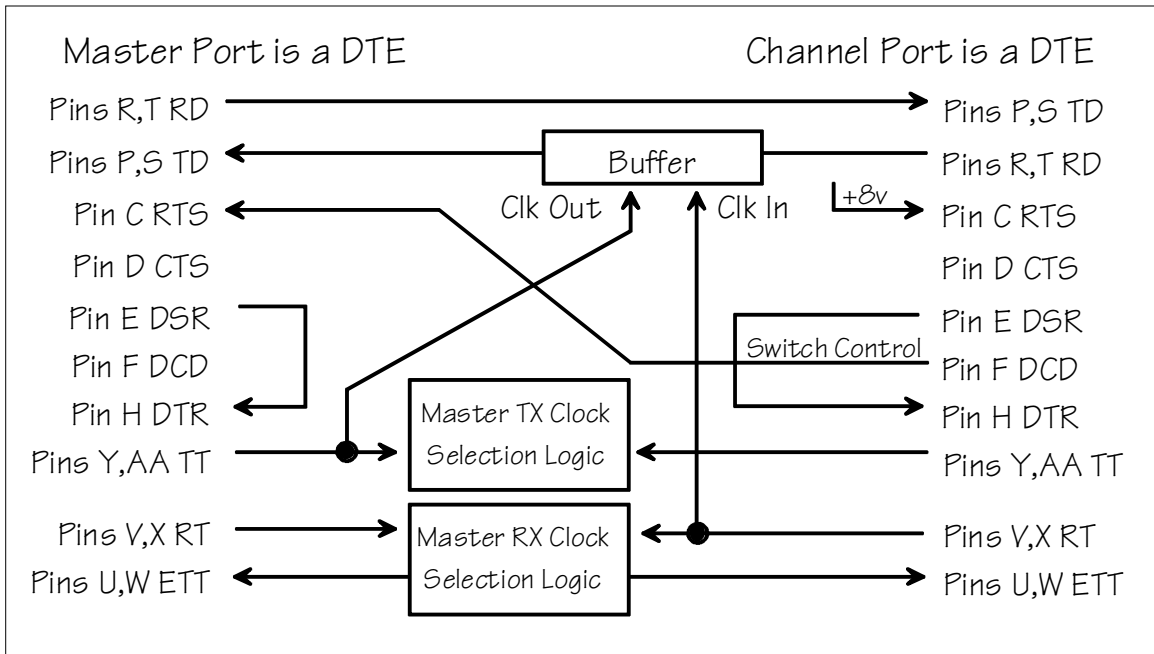 Master Port is a DTE
Channel Port is a DTE
Pins R,T RD
Pins P,S TD
Pins P,S TD
Buffer
Pins R,T RD
Pin C RTS
Clk Out
Clk In
+8v
Pin C RTS
Pin D CTS
Pin D CTS
Pin E DSR
Pin E DSR
Pin F DCD
Switch Control
Pin F DCD
Pin H DTR
Master TX Clock
Selection Logic
Pin H DTR
Pins Y,AA TT
Pins Y,AA TT
Pins V,X RT
Master RX Clock
Selection Logic
Pins V,X RT
Pins U,W ETT
Pins U,W ETT